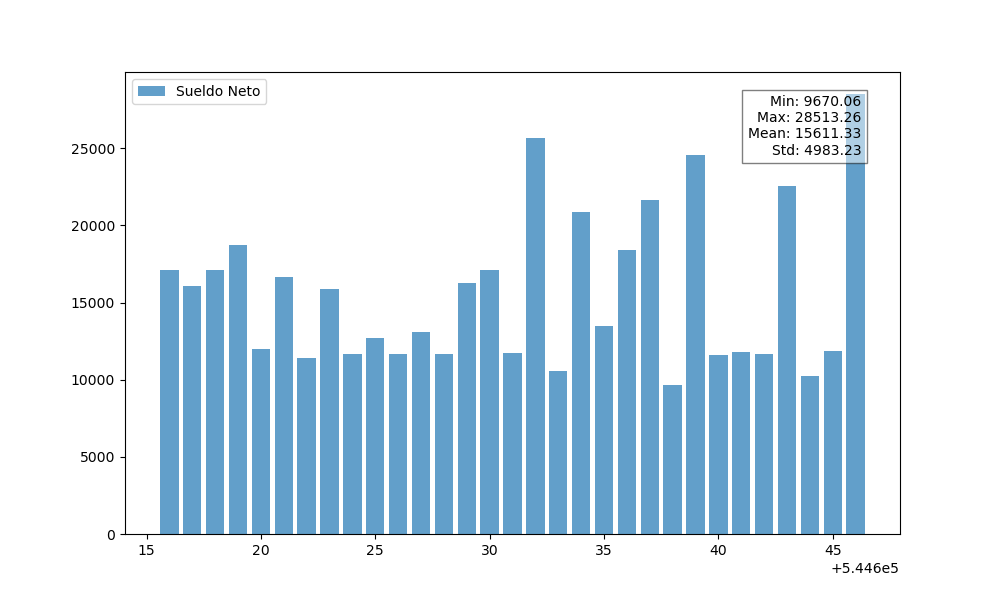 Sueldo Neto
Min: 9670.06
Max: 28513.26
Mean: 15611.33
Std: 4983.23
25000
20000
15000
10000
5000
0
15 20 25 30 35 40 45
+5.446e5